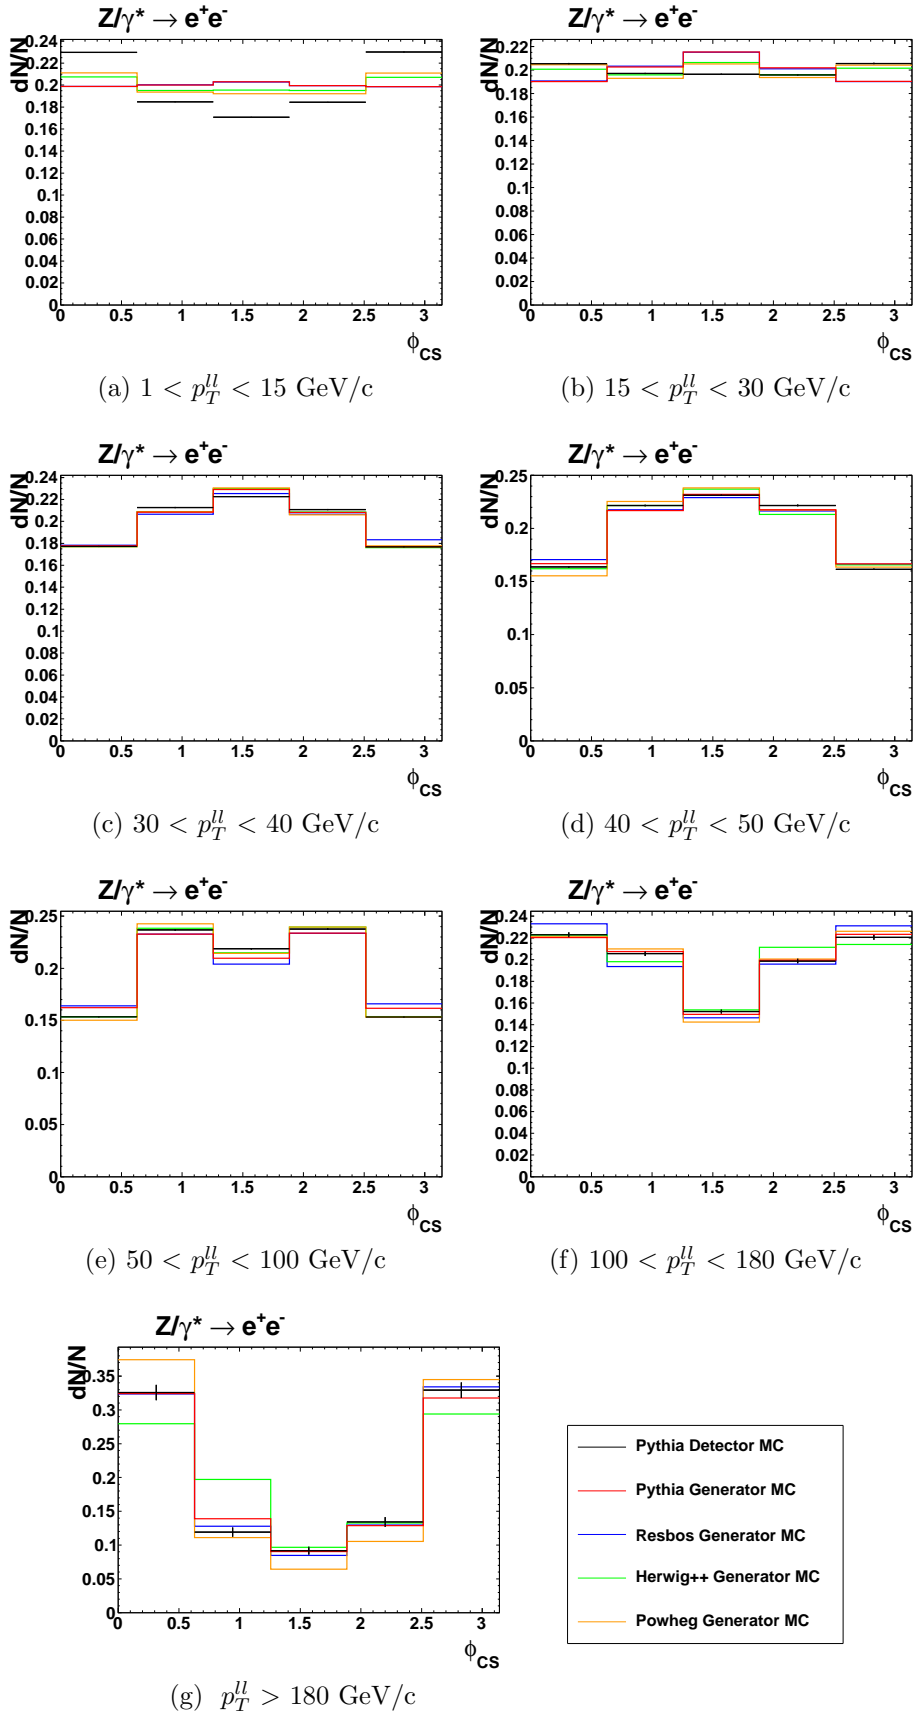 Z/γ* → e⁺e⁻
dN/N
0.24
0.22
0.2
0.18
0.16
0.14
0.12
0.1
0.08
0.06
0.04
0.02
0
0 0.5 1 1.5 2 2.5 3
ϕ_CS
(a) 1 < p_T^ll < 15 GeV/c
Z/γ* → e⁺e⁻
dN/N
0.22
0.2
0.18
0.16
0.14
0.12
0.1
0.08
0.06
0.04
0.02
0
0 0.5 1 1.5 2 2.5 3
ϕ_CS
(b) 15 < p_T^ll < 30 GeV/c
Z/γ* → e⁺e⁻
dN/N
0.24
0.22
0.2
0.18
0.16
0.14
0.12
0.1
0.08
0.06
0.04
0.02
0
0 0.5 1 1.5 2 2.5 3
ϕ_CS
(c) 30 < p_T^ll < 40 GeV/c
Z/γ* → e⁺e⁻
dN/N
0.25
0.2
0.15
0.1
0.05
0
0 0.5 1 1.5 2 2.5 3
ϕ_CS
(d) 40 < p_T^ll < 50 GeV/c
Z/γ* → e⁺e⁻
dN/N
0.25
0.2
0.15
0.1
0.05
0
0 0.5 1 1.5 2 2.5 3
ϕ_CS
(e) 50 < p_T^ll < 100 GeV/c
Z/γ* → e⁺e⁻
dN/N
0.24
0.22
0.2
0.18
0.16
0.14
0.12
0.1
0.08
0.06
0.04
0.02
0
0 0.5 1 1.5 2 2.5 3
ϕ_CS
(f) 100 < p_T^ll < 180 GeV/c
Z/γ* → e⁺e⁻
dN/N
0.35
0.3
0.25
0.2
0.15
0.1
0.05
0
0 0.5 1 1.5 2 2.5 3
ϕ_CS
(g) p_T^ll > 180 GeV/c
Pythia Detector MC
Pythia Generator MC
Resbos Generator MC
Herwig++ Generator MC
Powheg Generator MC